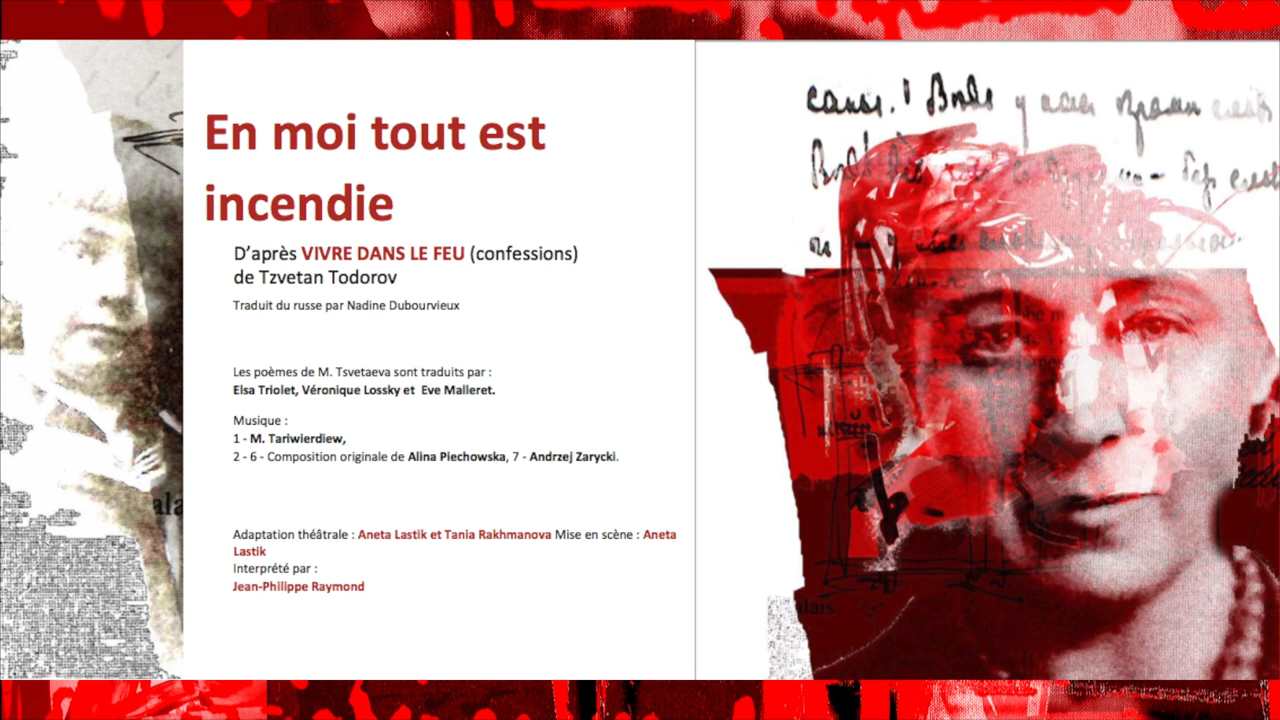 En moi tout est
incendie
D’après VIVRE DANS LE FEU (confessions)
de Tzvetan Todorov
Traduit du russe par Nadine Dubourvieux
Les poèmes de M. Tsvetaeva sont traduits par :
Elsa Triolet, Véronique Lossky et Eve Malleret.
Musique :
1 - M. Tariwierdiew,
2 - 6 - Composition originale de Alina Piechowska, 7 - Andrzej Zarycki.
Adaptation théâtrale : Aneta Lastik et Tania Rakhmanova Mise en scène : Aneta
Lastik
Interprété par :
Jean-Philippe Raymond